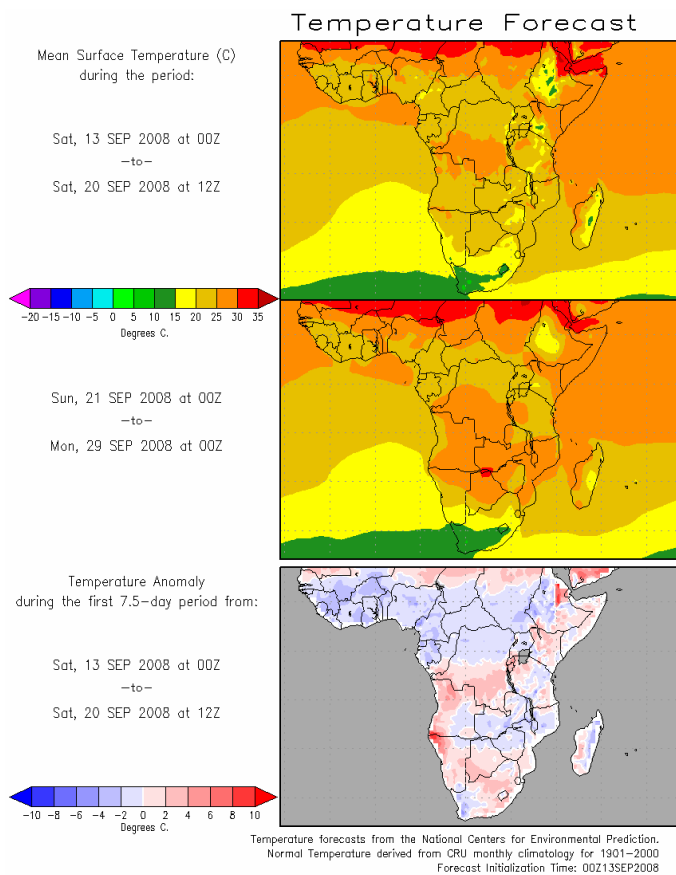 Temperature Forecast
Mean Surface Temperature (C)
during the period:
Sat, 13 SEP 2008 at 00Z
—to—
Sat, 20 SEP 2008 at 12Z
−20 −15 −10 −5 0 5 10 15 20 25 30 35
Degrees C.
Sun, 21 SEP 2008 at 00Z
—to—
Mon, 29 SEP 2008 at 00Z
Temperature Anomaly
during the first 7.5−day period from:
Sat, 13 SEP 2008 at 00Z
—to—
Sat, 20 SEP 2008 at 12Z
−10 −8 −6 −4 −2 0 2 4 6 8 10
Degrees C.
Temperature forecasts from the National Centers for Environmental Prediction.
Normal Temperature derived from CRU monthly climatology for 1901−2000
Forecast Initialization Time: 00Z13SEP2008